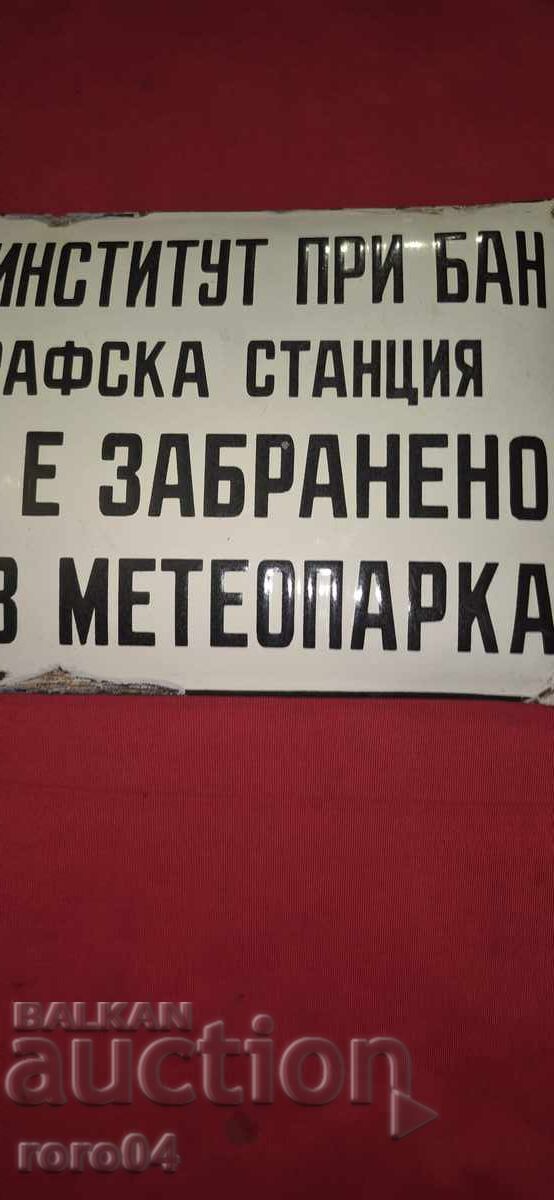 ИНСТИТУТ ПРИ БАН
РАФСКА СТАНЦИЯ
Е ЗАБРАНЕНО
В МЕТЕОПАРКА
BALKAN
auction
roro04